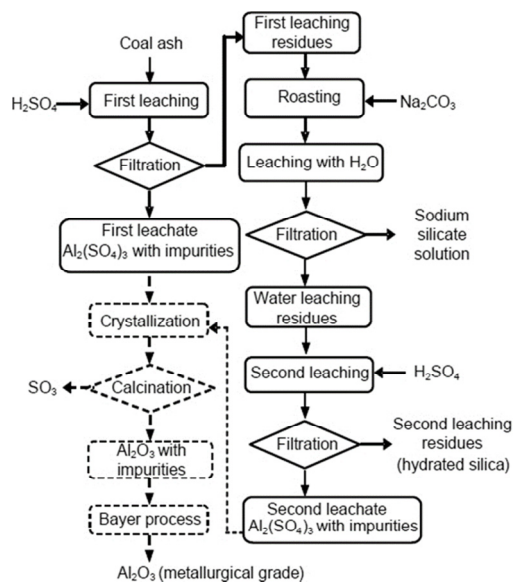 Coal ash
H₂SO₄
First leaching
Filtration
First leachate
Al₂(SO₄)₃ with impurities
Crystallization
SO₃
Calcination
Al₂O₃ with
impurities
Bayer process
Al₂O₃ (metallurgical grade)
First leaching
residues
Roasting
Na₂CO₃
Leaching with H₂O
Filtration
Sodium
silicate
solution
Water leaching
residues
Second leaching
H₂SO₄
Filtration
Second leaching
residues
(hydrated silica)
Second leachate
Al₂(SO₄)₃ with impurities